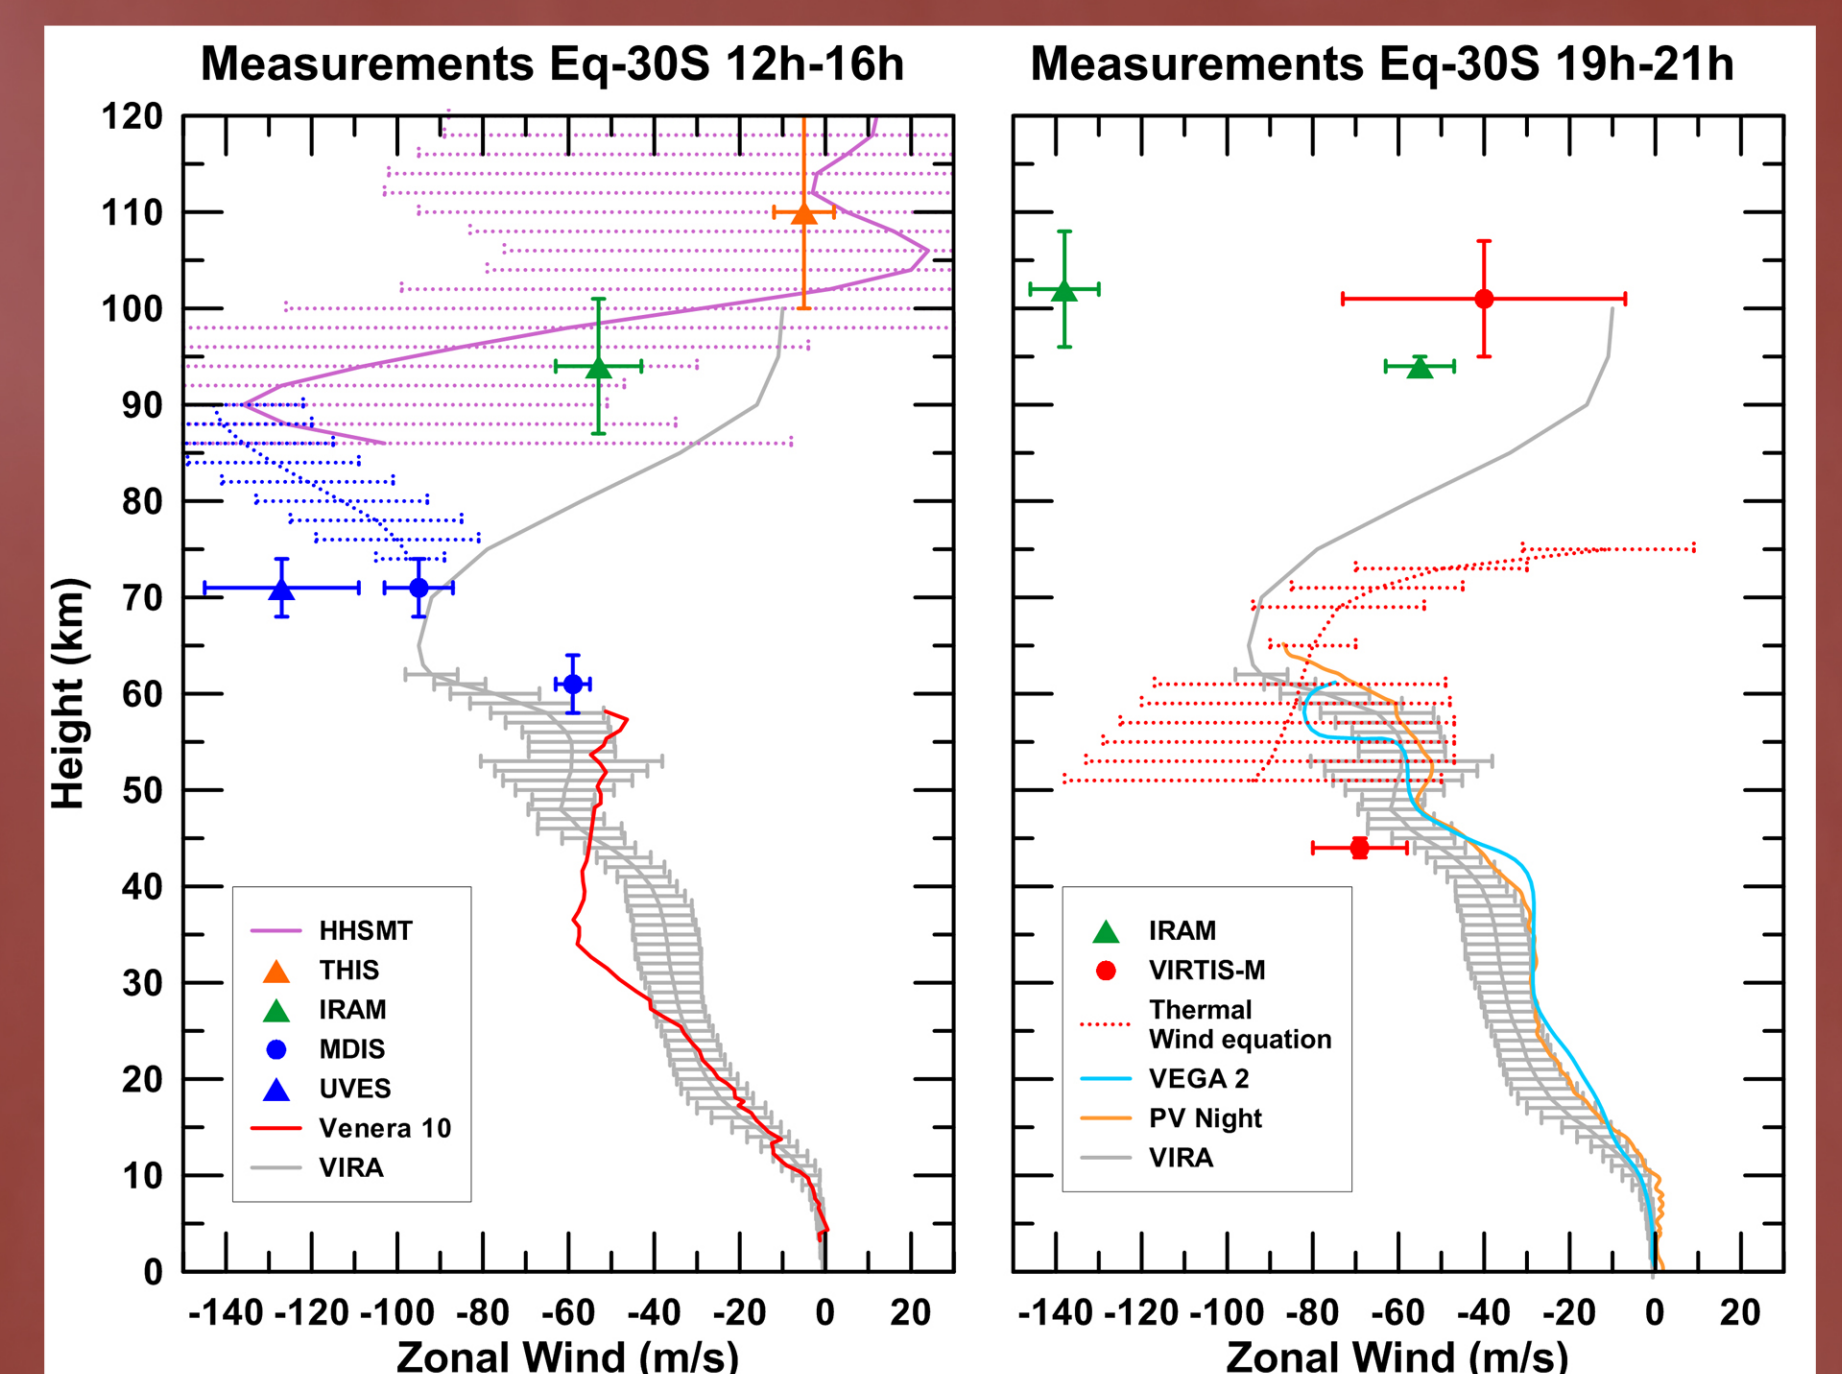 Measurements Eq-30S 12h-16h
120
110
100
90
80
70
60
50
40
30
20
10
0
Height (km)
HHSMT
THIS
IRAM
MDIS
UVES
Venera 10
VIRA
-140 -120 -100 -80 -60 -40 -20 0 20
Zonal Wind (m/s)
Measurements Eq-30S 19h-21h
IRAM
VIRTIS-M
Thermal
Wind equation
VEGA 2
PV Night
VIRA
-140 -120 -100 -80 -60 -40 -20 0 20
Zonal Wind (m/s)